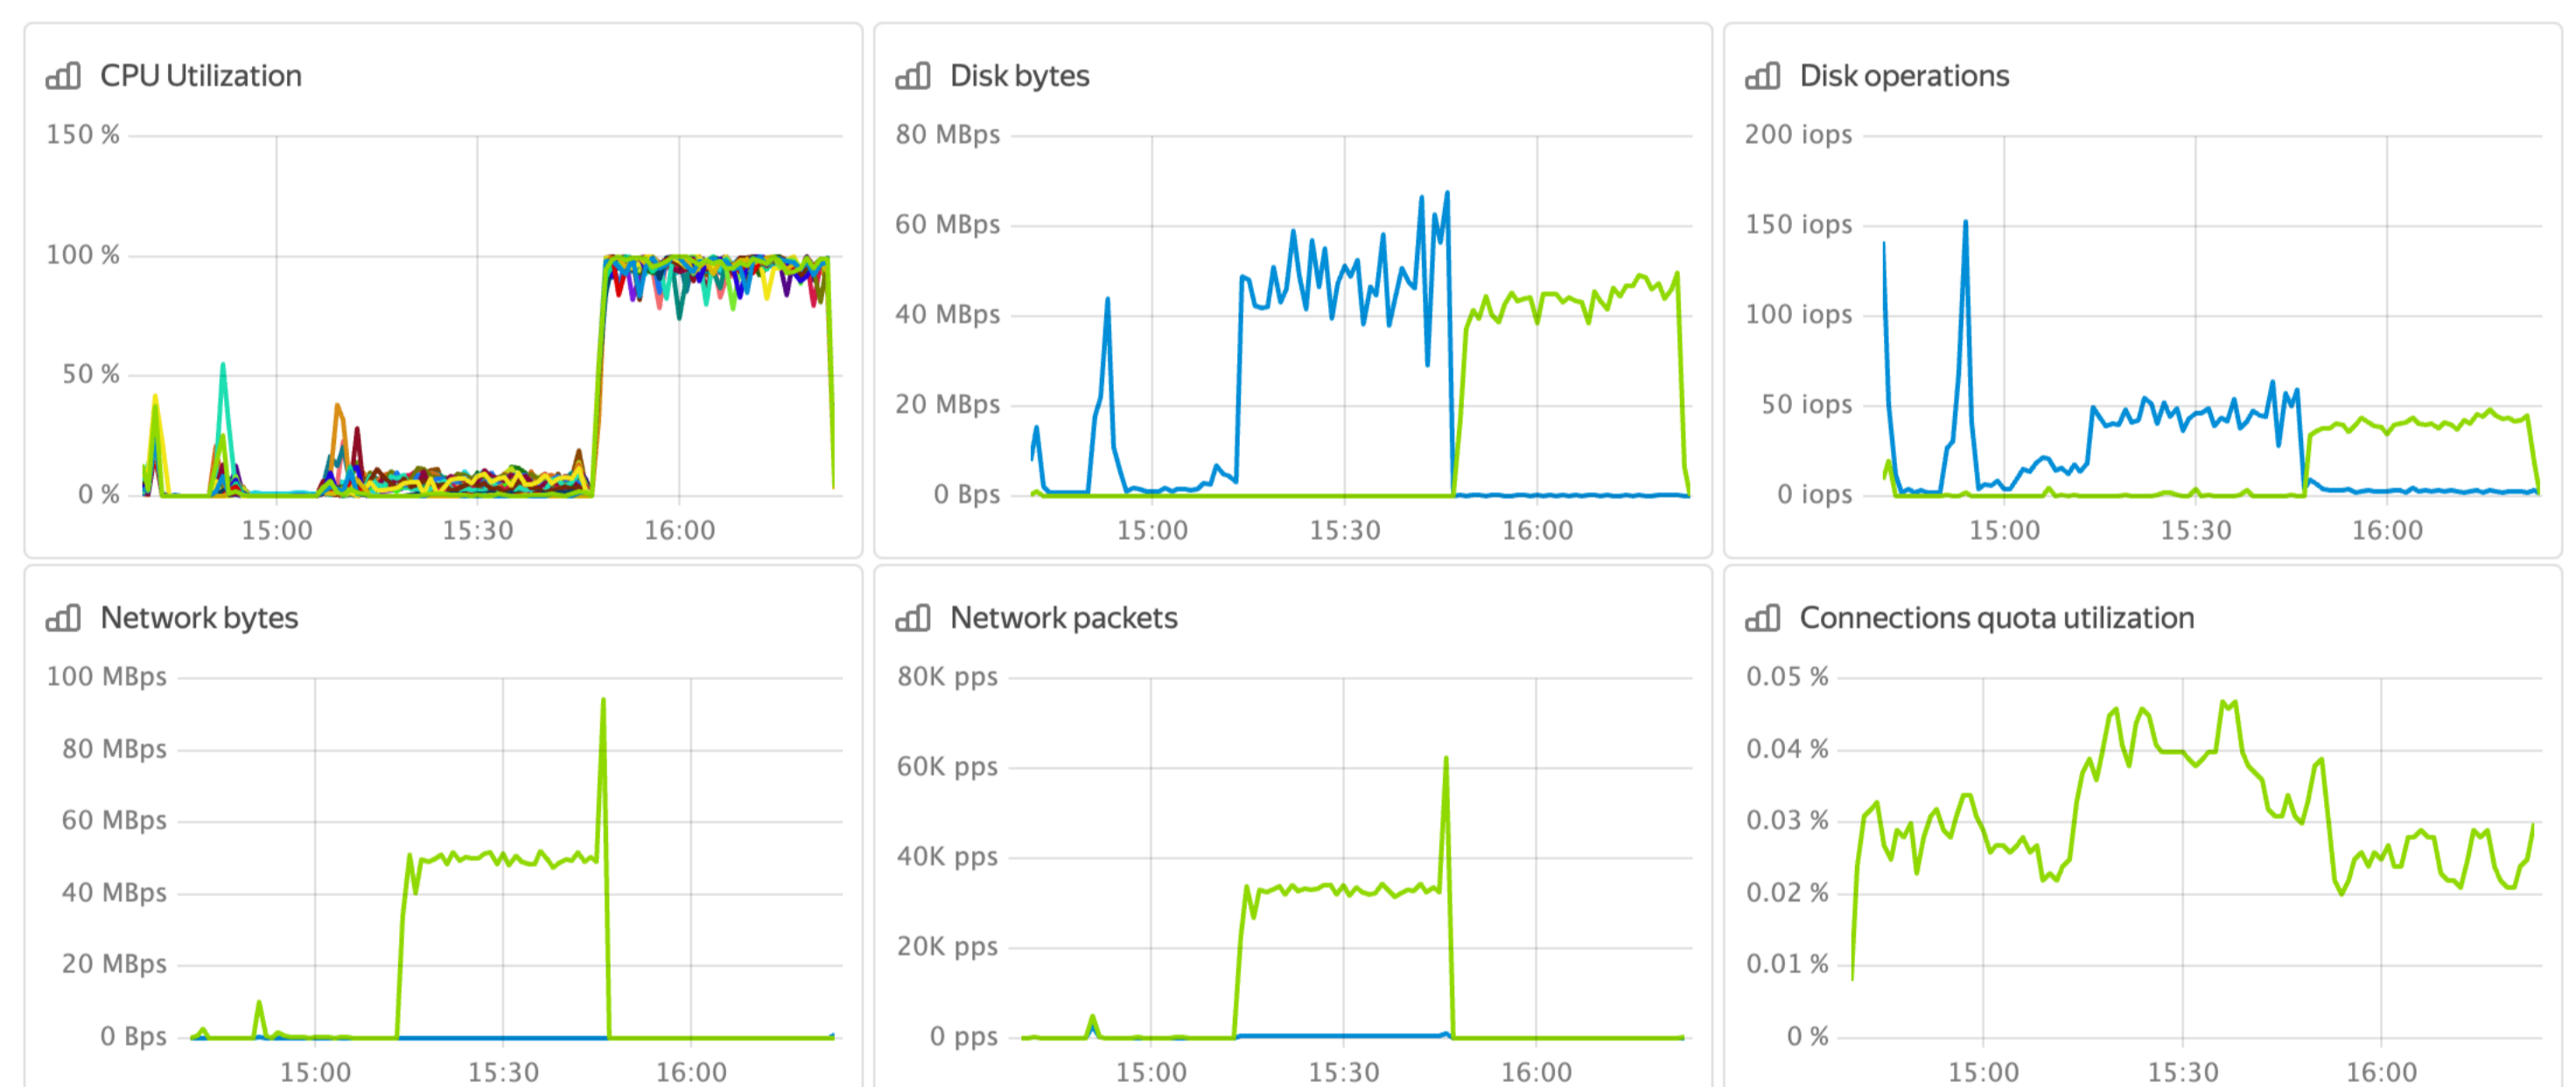 CPU Utilization
150 %
100 %
50 %
0 %
15:00 15:30 16:00
Disk bytes
80 MBps
60 MBps
40 MBps
20 MBps
0 Bps
15:00 15:30 16:00
Disk operations
200 iops
150 iops
100 iops
50 iops
0 iops
15:00 15:30 16:00
Network bytes
100 MBps
80 MBps
60 MBps
40 MBps
20 MBps
0 Bps
15:00 15:30 16:00
Network packets
80K pps
60K pps
40K pps
20K pps
0 pps
15:00 15:30 16:00
Connections quota utilization
0.05 %
0.04 %
0.03 %
0.02 %
0.01 %
0 %
15:00 15:30 16:00